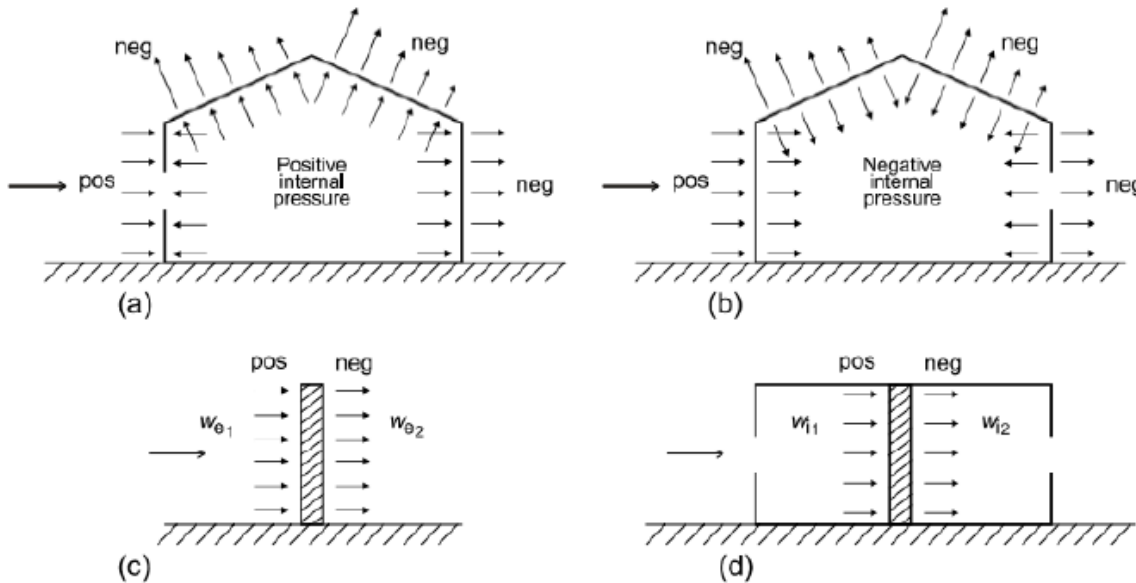 neg neg
pos Positive internal pressure neg
(a)
neg neg
pos Negative internal pressure neg
(b)
pos neg
we1 we2
(c)
pos neg
wi1 wi2
(d)